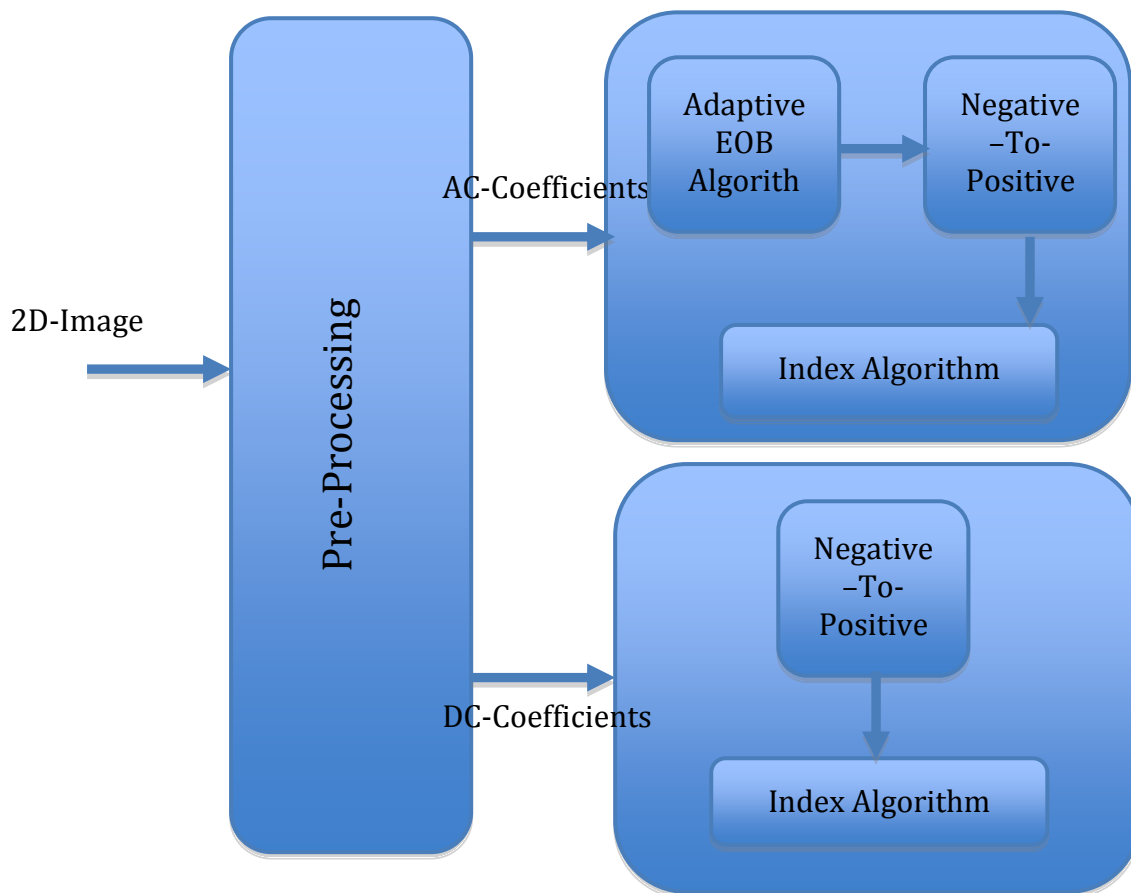 2D-Image
Pre-Processing
AC-Coefficients
Adaptive
EOB
Algorith
Negative
–To-
Positive
Index Algorithm
DC-Coefficients
Negative
–To-
Positive
Index Algorithm